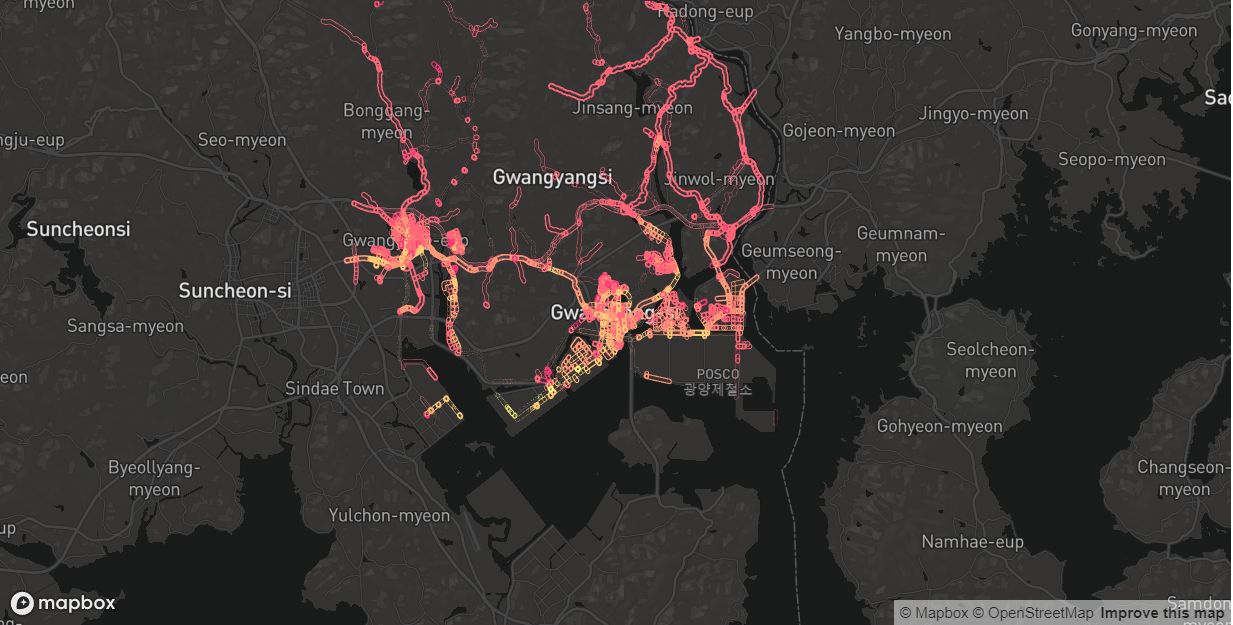 myeon
Hadong-eup
Yangbo-myeon
Gonyang-myeon
Bonggang-
myeon
Jinsang-myeon
Jingyo-myeon
Gojeon-myeon
ngju-eup
Seo-myeon
Seopo-myeon
Gwangyangsi
Jinwol-myeon
Suncheonsi
Geumseong-
myeon
Geumnam-
myeon
Suncheon-si
Sangsa-myeon
Seolcheon-
myeon
eon
Sindae Town
POSCO
광양제철소
Gohyeon-myeon
Byeollyang-
myeon
Changseon-
myeon
Yulchon-myeon
up
Namhae-eup
mapbox
Samdon
© Mapbox © OpenStreetMap Improve this map